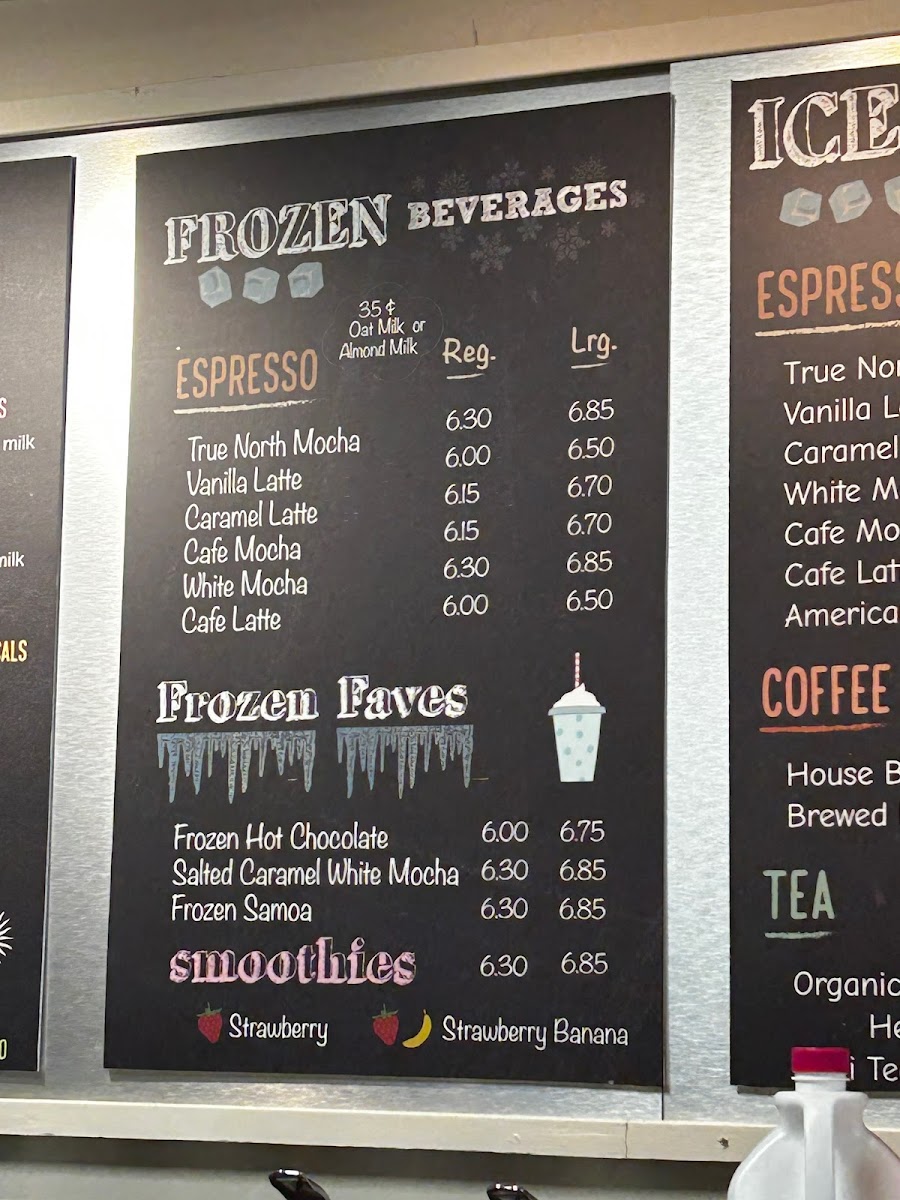 S
milk
milk
CALS
O
FROZEN BEVERAGES
35¢
Oat Milk or
Almond Milk
ESPRESSO Reg. Lrg.
True North Mocha 6.30 6.85
Vanilla Latte 6.00 6.50
Caramel Latte 6.15 6.70
Cafe Mocha 6.15 6.70
White Mocha 6.30 6.85
Cafe Latte 6.00 6.50
Frozen Faves
Frozen Hot Chocolate 6.00 6.75
Salted Caramel White Mocha 6.30 6.85
Frozen Samoa 6.30 6.85
smoothies 6.30 6.85
Strawberry Strawberry Banana
ICE
ESPRESS
True Nor
Vanilla L
Caramel
White M
Cafe Mo
Cafe Lat
America
COFFEE
House B
Brewed
TEA
Organic
He
i Te